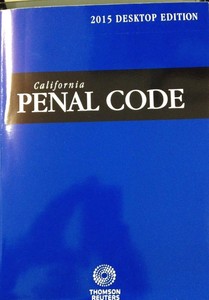 2015 DESKTOP EDITION
California
PENAL CODE
THOMSON
REUTERS